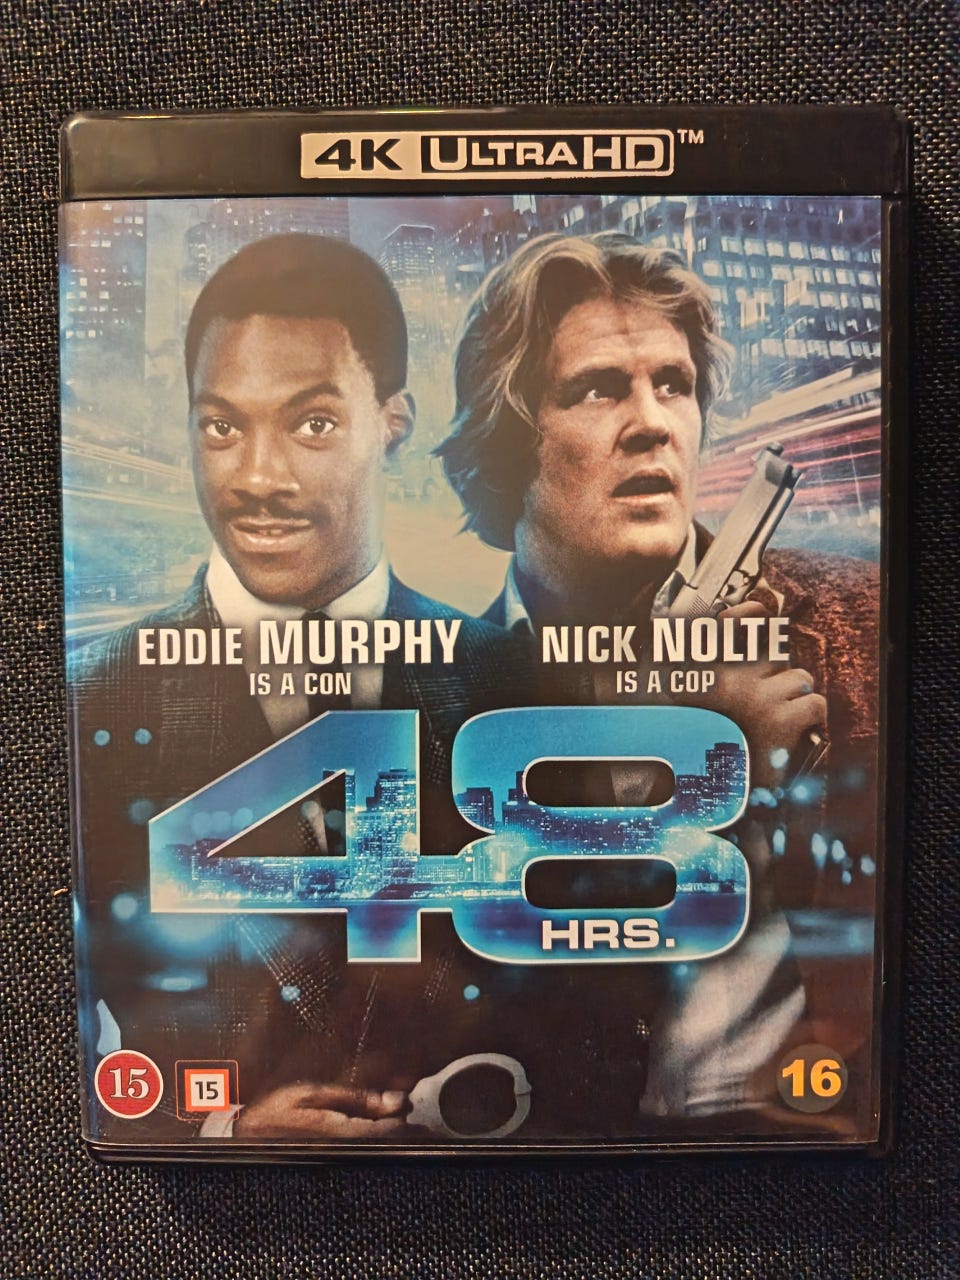 4K ULTRA HD™
EDDIE MURPHY
IS A CON
NICK NOLTE
IS A COP
48
HRS.
15
15
16